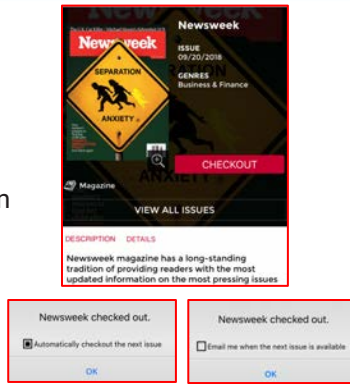 Newsweek
ISSUE
09/20/2018
GENRES
Business & Finance
Newsweek
SEPARATION
ANXIETY
CHECKOUT
Magazine
VIEW ALL ISSUES
DESCRIPTION DETAILS
Newsweek magazine has a long-standing
tradition of providing readers with the most
updated information on the most pressing issues
n
Newsweek checked out.
Automatically checkout the next issue
OK
Newsweek checked out.
Email me when the next issue is available
OK